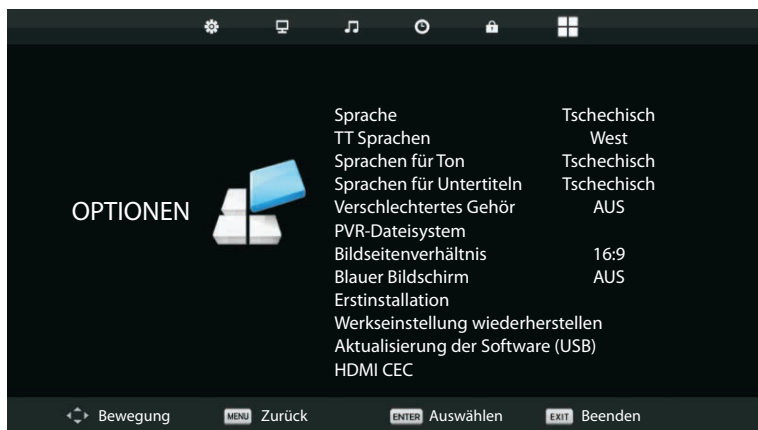 OPTIONEN
Sprache Tschechisch
TT Sprachen West
Sprachen für Ton Tschechisch
Sprachen für Untertiteln Tschechisch
Verschlechtertes Gehör AUS
PVR-Dateisystem
Bildseitenverhältnis 16:9
Blauer Bildschirm AUS
Erstinstallation
Werkseinstellung wiederherstellen
Aktualisierung der Software (USB)
HDMI CEC
Bewegung MENU Zurück ENTER Auswählen EXIT Beenden